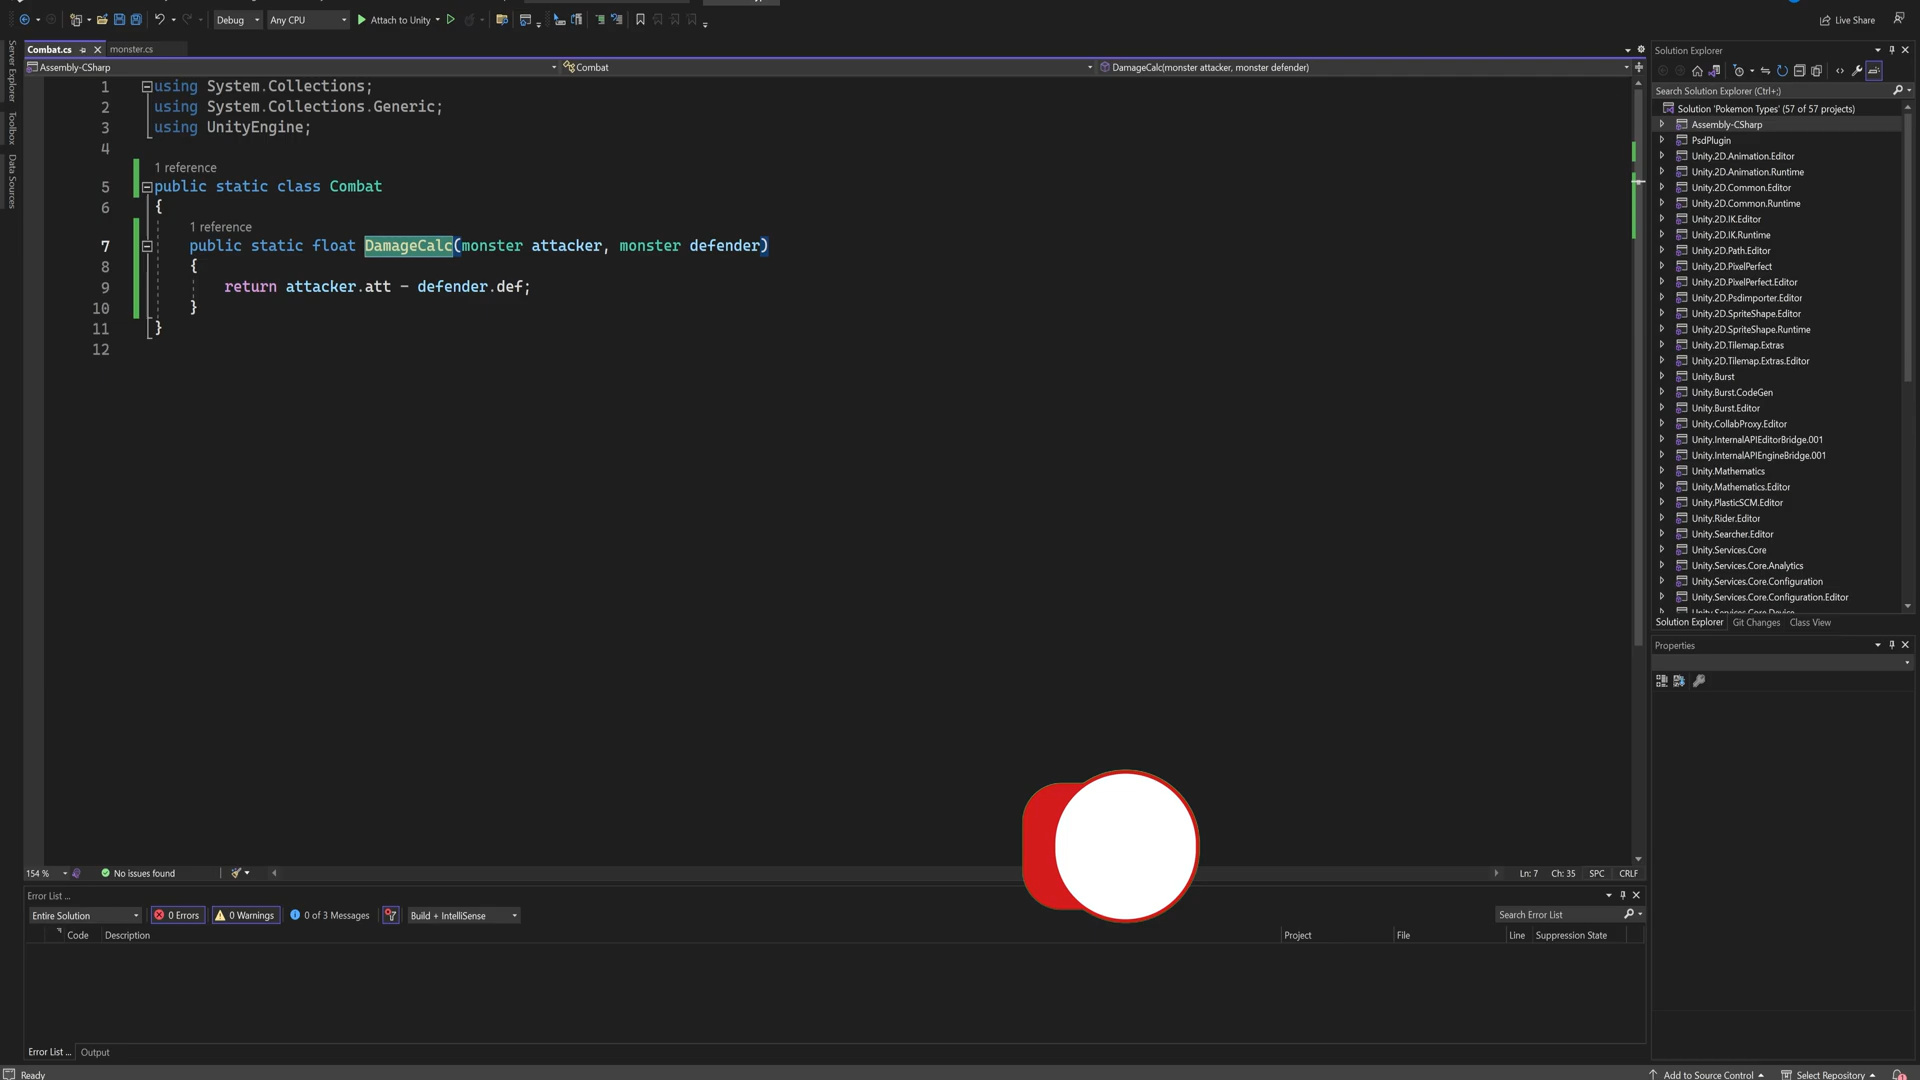 Debug
Any CPU
Attach to Unity
Live Share
Combat.cs
monster.cs
Assembly-CSharp
Combat
DamageCalc(monster attacker, monster defender)
Server Explorer
Toolbox
Data Sources
1 using System.Collections;
2 using System.Collections.Generic;
3 using UnityEngine;
4
1 reference
5 public static class Combat
6 {
1 reference
7 public static float DamageCalc(monster attacker, monster defender)
8 {
9 return attacker.att - defender.def;
10 }
11 }
12
154 %
No issues found
Ln: 7
Ch: 35
SPC
CRLF
Error List ...
Entire Solution
0 Errors
0 Warnings
0 of 3 Messages
Build + IntelliSense
Search Error List
Code
Description
Project
File
Line
Suppression State
Error List ...
Output
Ready
Add to Source Control
Select Repository
Solution Explorer
Search Solution Explorer (Ctrl+;)
Solution 'Pokemon Types' (57 of 57 projects)
Assembly-CSharp
PsdPlugin
Unity.2D.Animation.Editor
Unity.2D.Animation.Runtime
Unity.2D.Common.Editor
Unity.2D.Common.Runtime
Unity.2D.IK.Editor
Unity.2D.IK.Runtime
Unity.2D.Path.Editor
Unity.2D.PixelPerfect
Unity.2D.PixelPerfect.Editor
Unity.2D.Psdimporter.Editor
Unity.2D.SpriteShape.Editor
Unity.2D.SpriteShape.Runtime
Unity.2D.Tilemap.Extras
Unity.2D.Tilemap.Extras.Editor
Unity.Burst
Unity.Burst.CodeGen
Unity.Burst.Editor
Unity.CollabProxy.Editor
Unity.InternalAPIEditorBridge.001
Unity.InternalAPIEngineBridge.001
Unity.Mathematics
Unity.Mathematics.Editor
Unity.PlasticSCM.Editor
Unity.Rider.Editor
Unity.Searcher.Editor
Unity.Services.Core
Unity.Services.Core.Analytics
Unity.Services.Core.Configuration
Unity.Services.Core.Configuration.Editor
Unity.Services.Core.Device
Solution Explorer
Git Changes
Class View
Properties